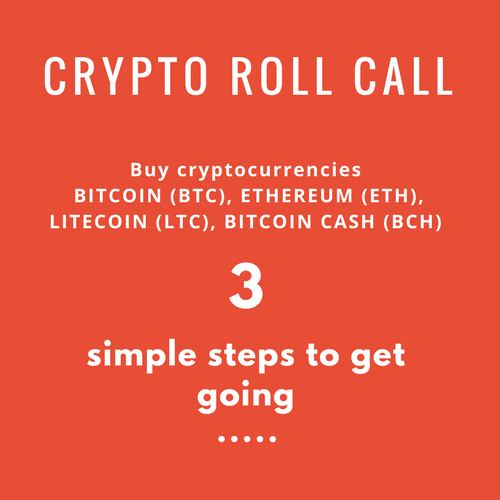 CRYPTO ROLL CALL
Buy cryptocurrencies
BITCOIN (BTC), ETHEREUM (ETH),
LITECOIN (LTC), BITCOIN CASH (BCH)
3
simple steps to get
going
.....